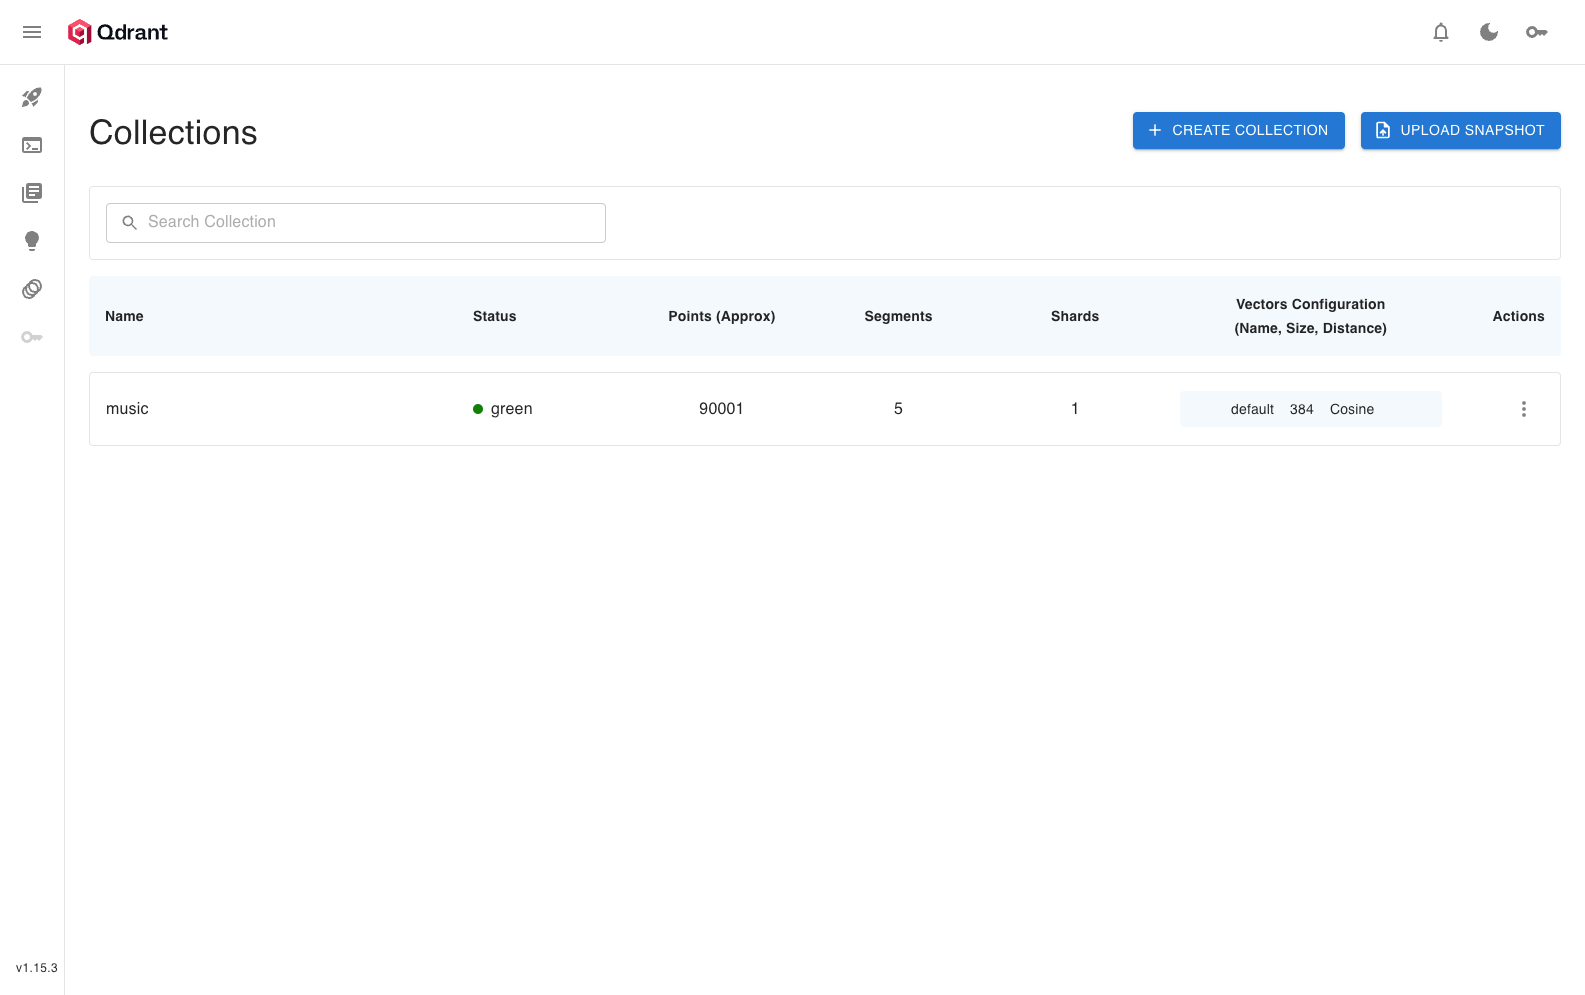 Qdrant
Collections
CREATE COLLECTION
UPLOAD SNAPSHOT
Search Collection
Name
Status
Points (Approx)
Segments
Shards
Vectors Configuration
(Name, Size, Distance)
Actions
music
green
90001
5
1
default 384 Cosine
v1.15.3